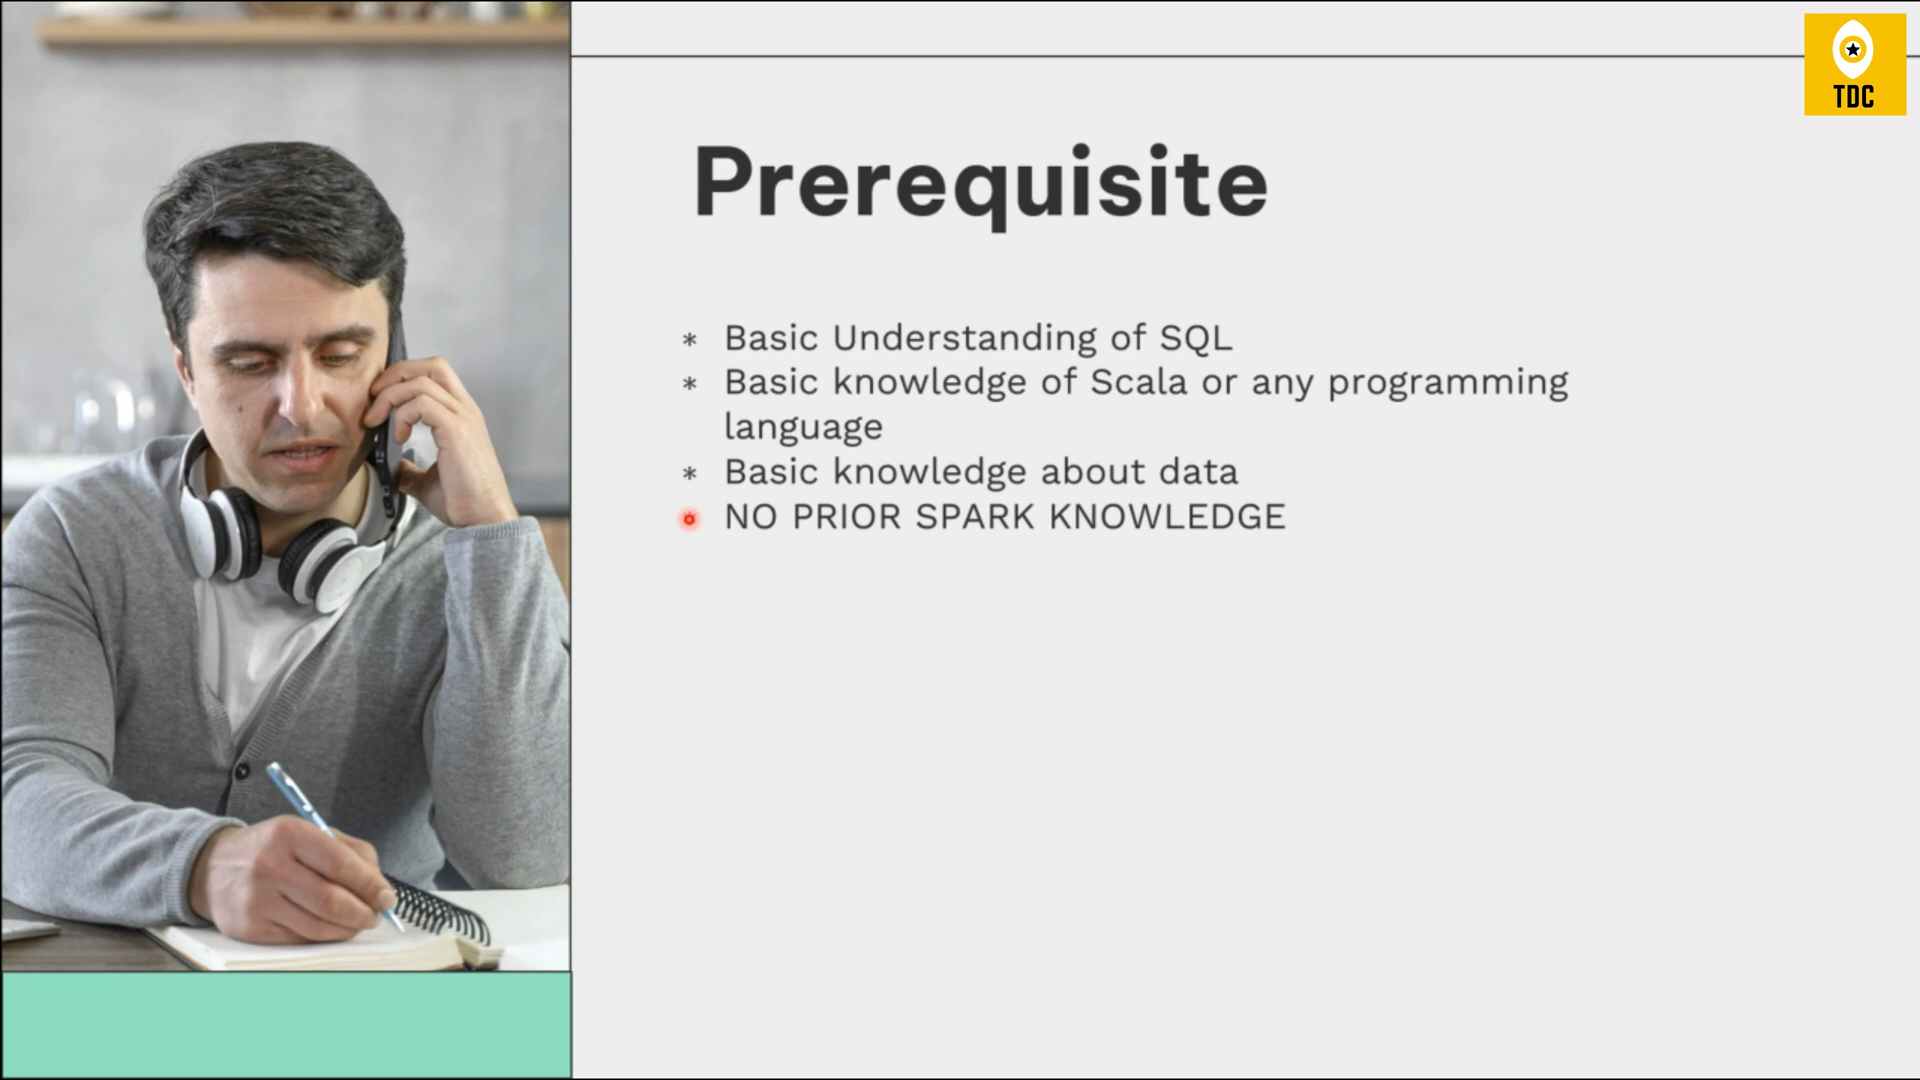 TDC
Prerequisite
* Basic Understanding of SQL
* Basic knowledge of Scala or any programming
language
* Basic knowledge about data
NO PRIOR SPARK KNOWLEDGE